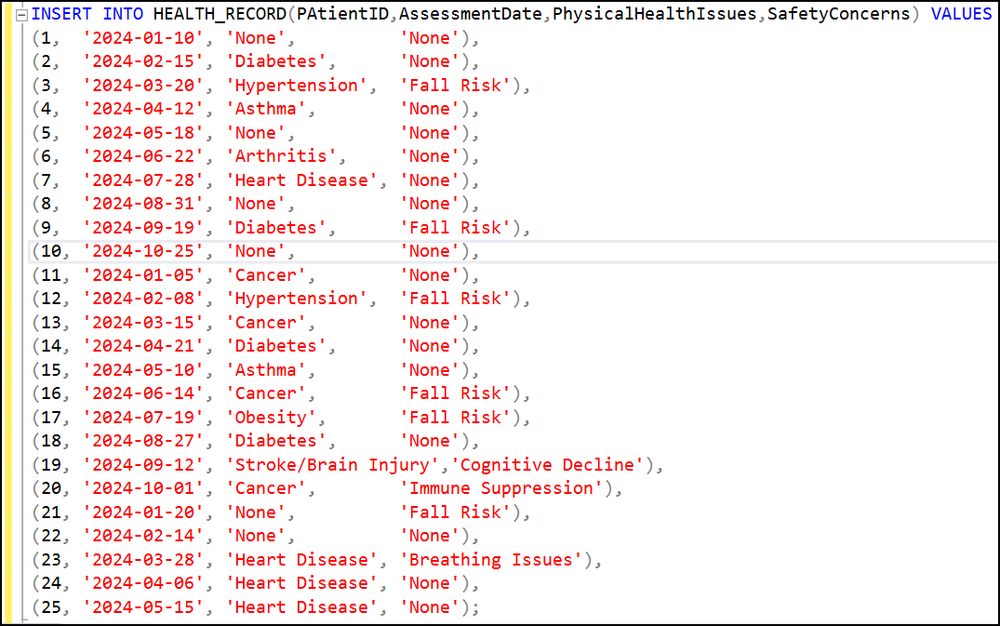 INSERT INTO HEALTH_RECORD(PAtientID,AssessmentDate,PhysicalHealthIssues,SafetyConcerns) VALUES
(1,  '2024-01-10', 'None',          'None'),
(2,  '2024-02-15', 'Diabetes',      'None'),
(3,  '2024-03-20', 'Hypertension',  'Fall Risk'),
(4,  '2024-04-12', 'Asthma',        'None'),
(5,  '2024-05-18', 'None',          'None'),
(6,  '2024-06-22', 'Arthritis',     'None'),
(7,  '2024-07-28', 'Heart Disease', 'None'),
(8,  '2024-08-31', 'None',          'None'),
(9,  '2024-09-19', 'Diabetes',      'Fall Risk'),
(10, '2024-10-25', 'None',          'None'),
(11, '2024-01-05', 'Cancer',        'None'),
(12, '2024-02-08', 'Hypertension',  'Fall Risk'),
(13, '2024-03-15', 'Cancer',        'None'),
(14, '2024-04-21', 'Diabetes',      'None'),
(15, '2024-05-10', 'Asthma',        'None'),
(16, '2024-06-14', 'Cancer',        'Fall Risk'),
(17, '2024-07-19', 'Obesity',       'Fall Risk'),
(18, '2024-08-27', 'Diabetes',      'None'),
(19, '2024-09-12', 'Stroke/Brain Injury','Cognitive Decline'),
(20, '2024-10-01', 'Cancer',        'Immune Suppression'),
(21, '2024-01-20', 'None',          'Fall Risk'),
(22, '2024-02-14', 'None',          'None'),
(23, '2024-03-28', 'Heart Disease', 'Breathing Issues'),
(24, '2024-04-06', 'Heart Disease', 'None'),
(25, '2024-05-15', 'Heart Disease', 'None');